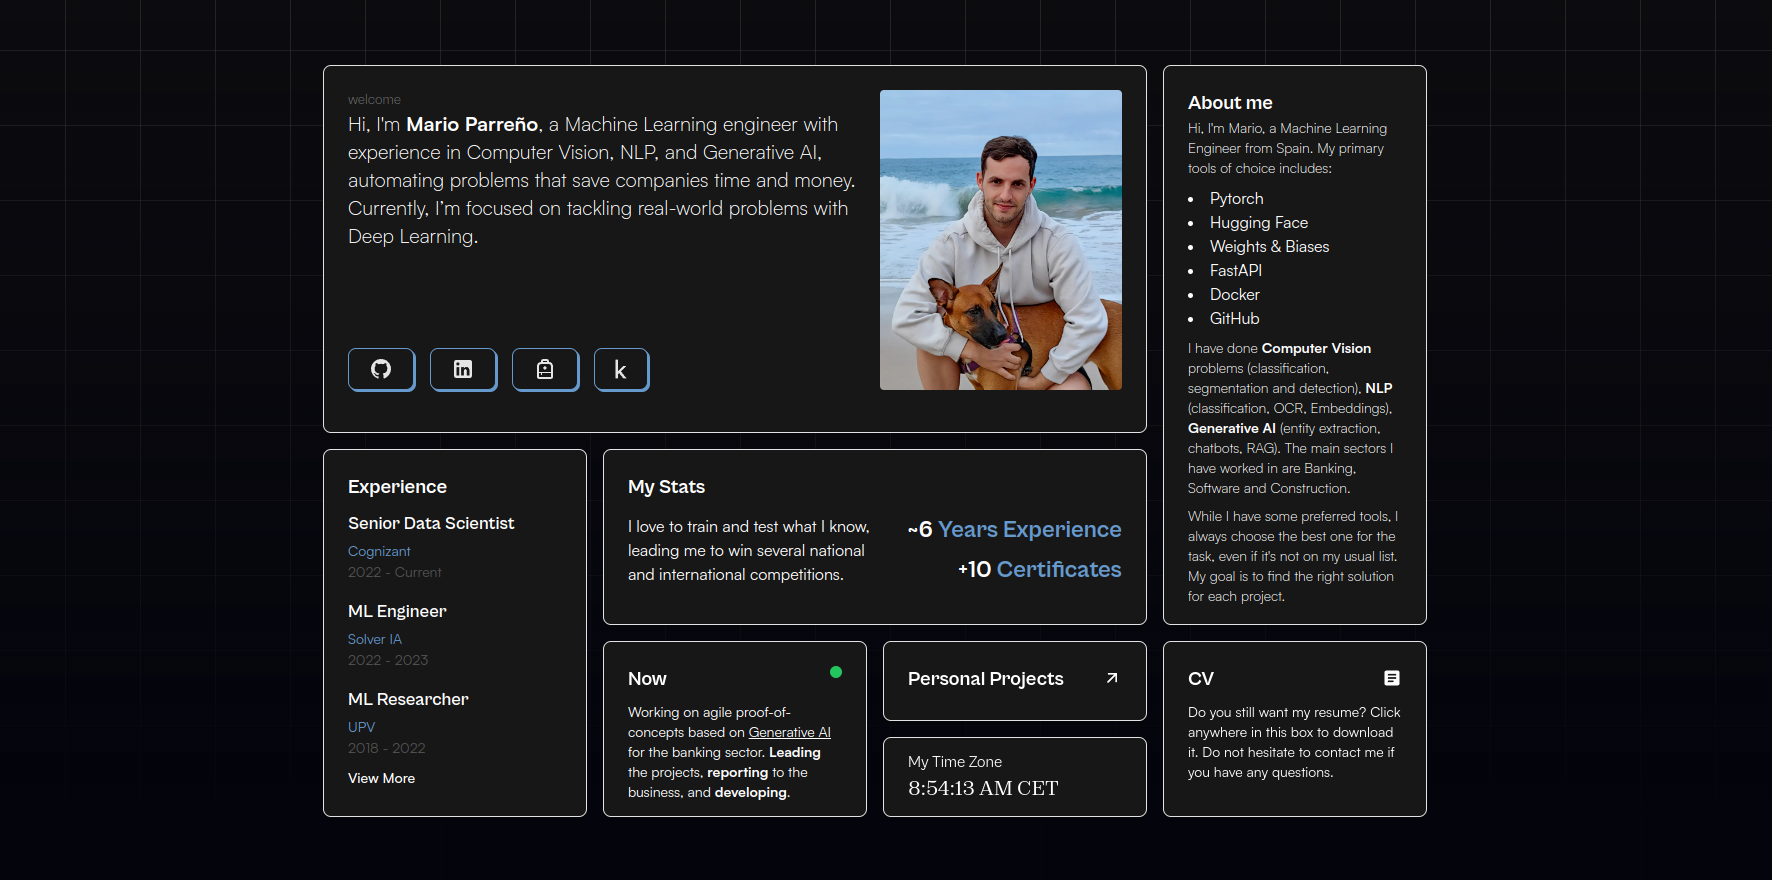 welcome
Hi, I'm Mario Parreño, a Machine Learning engineer with
experience in Computer Vision, NLP, and Generative AI,
automating problems that save companies time and money.
Currently, I'm focused on tackling real-world problems with
Deep Learning.
k
About me
Hi, I'm Mario, a Machine Learning
Engineer from Spain. My primary
tools of choice includes:
• Pytorch
• Hugging Face
• Weights & Biases
• FastAPI
• Docker
• GitHub
I have done Computer Vision
problems (classification,
segmentation and detection), NLP
(classification, OCR, Embeddings),
Generative AI (entity extraction,
chatbots, RAG). The main sectors I
have worked in are Banking,
Software and Construction.
While I have some preferred tools, I
always choose the best one for the
task, even if it's not on my usual list.
My goal is to find the right solution
for each project.
Experience
Senior Data Scientist
Cognizant
2022 - Current
ML Engineer
Solver IA
2022 - 2023
ML Researcher
UPV
2018 - 2022
View More
My Stats
I love to train and test what I know,
leading me to win several national
and international competitions.
~6 Years Experience
+10 Certificates
Now
Working on agile proof-of-
concepts based on Generative AI
for the banking sector. Leading
the projects, reporting to the
business, and developing.
Personal Projects
My Time Zone
8:54:13 AM CET
CV
Do you still want my resume? Click
anywhere in this box to download
it. Do not hesitate to contact me if
you have any questions.